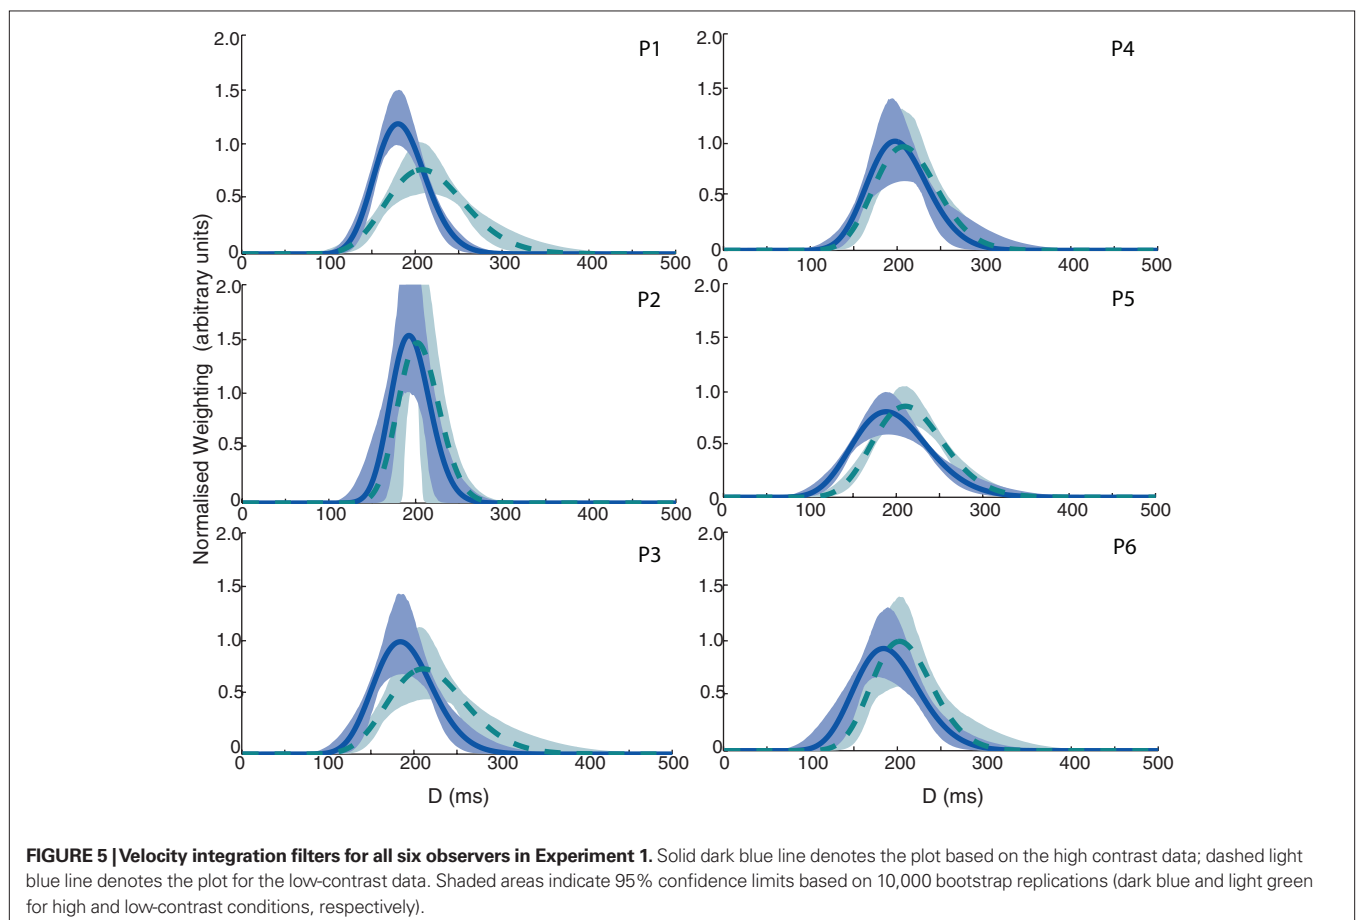 P1
2.0
1.5
1.0
0.5
0
0 100 200 300 400 500
P4
2.0
1.5
1.0
0.5
0
0 100 200 300 400 500
Normalised Weighting (arbitrary units)
P2
2.0
1.5
1.0
0.5
0
0 100 200 300 400 500
P5
2.0
1.5
1.0
0.5
0
0 100 200 300 400 500
P3
2.0
1.5
1.0
0.5
0
0 100 200 300 400 500
D (ms)
P6
2.0
1.5
1.0
0.5
0
0 100 200 300 400 500
D (ms)
FIGURE 5 | Velocity integration filters for all six observers in Experiment 1. Solid dark blue line denotes the plot based on the high contrast data; dashed light
blue line denotes the plot for the low-contrast data. Shaded areas indicate 95% confidence limits based on 10,000 bootstrap replications (dark blue and light green
for high and low-contrast conditions, respectively).